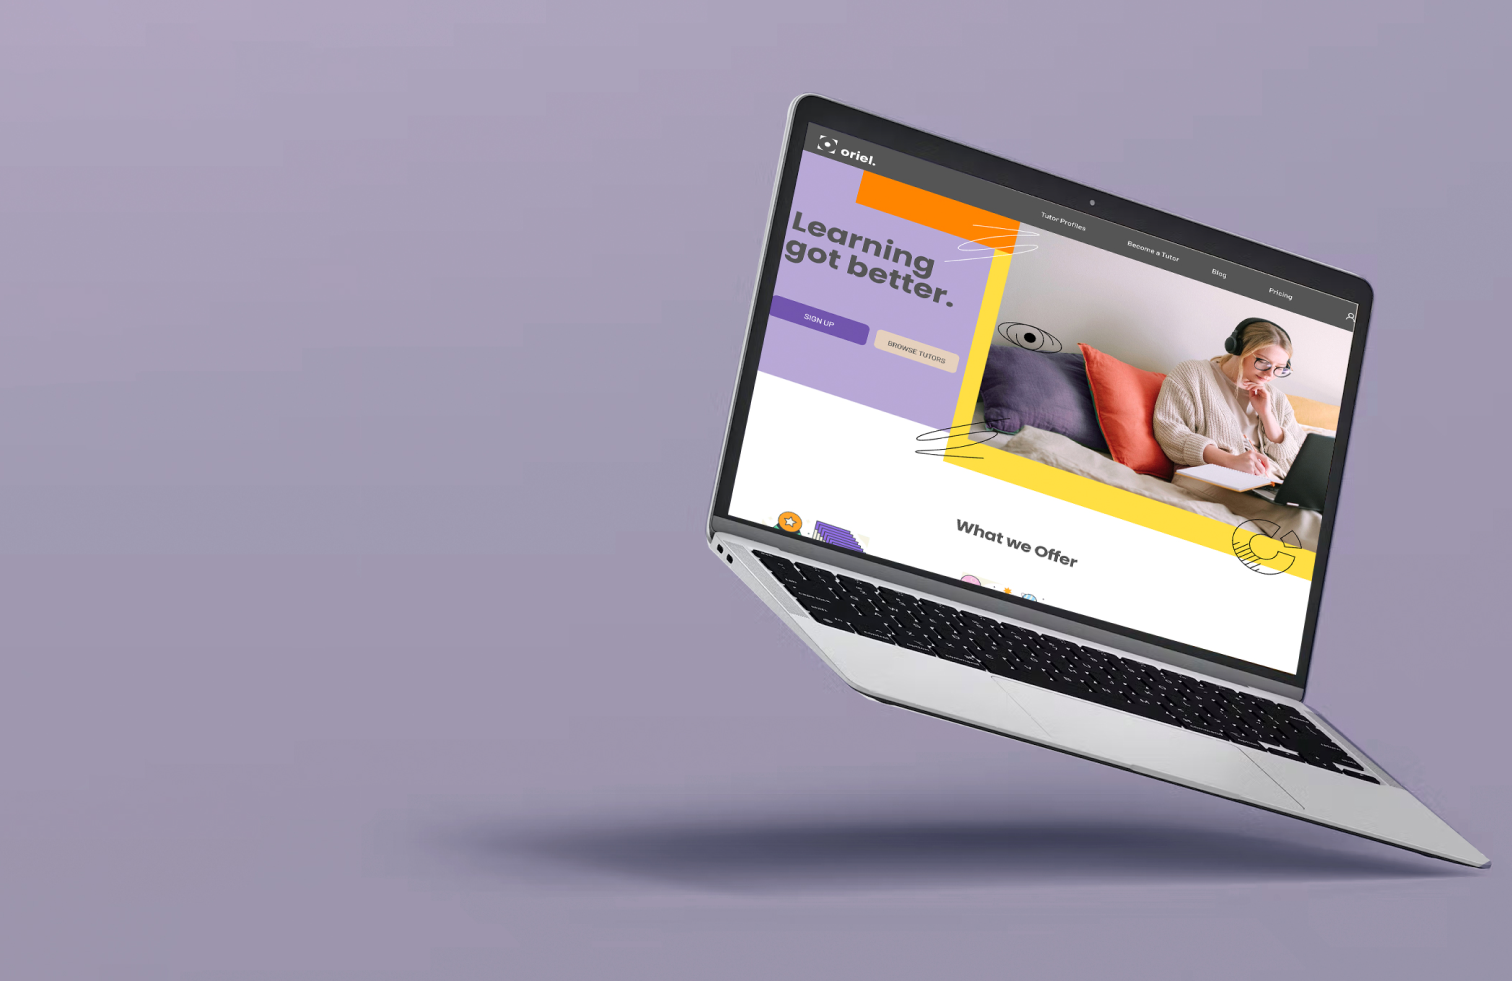 oriel.
Tutor Profiles
Become a Tutor
Blog
Pricing
Learning
got better.
SIGN UP
BROWSE TUTORS
What we Offer